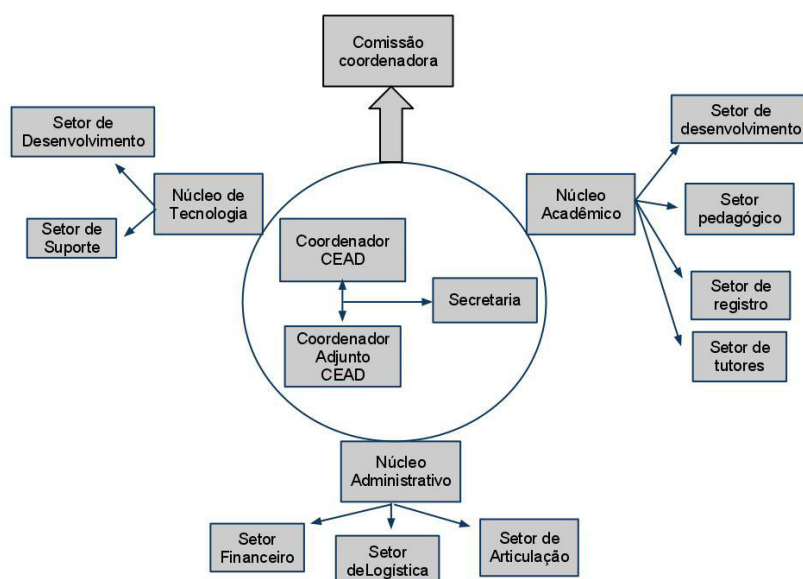 Comissão
coordenadora
Setor de
Desenvolvimento
Núcleo de
Tecnologia
Setor de
Suporte
Setor de
desenvolvimento
Núcleo
Acadêmico
Setor
pedagógico
Setor de
registro
Setor de
tutores
Coordenador
CEAD
Secretaria
Coordenador
Adjunto
CEAD
Núcleo
Administrativo
Setor
Financeiro
Setor
deLogística
Setor de
Articulação